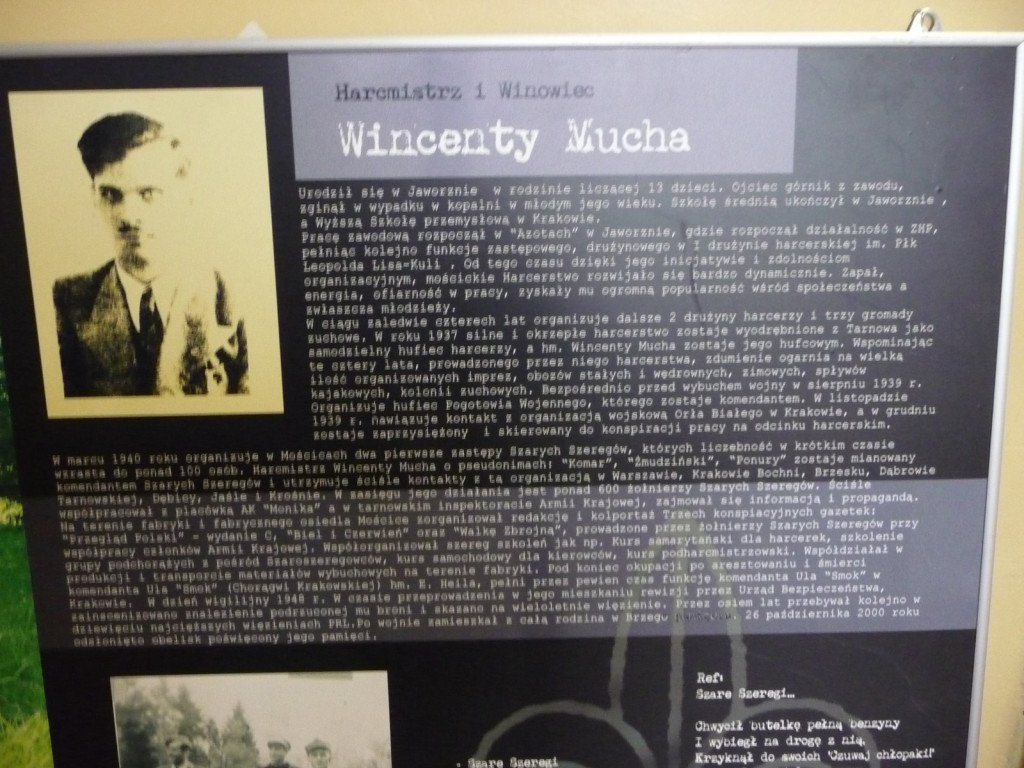 Harcmistrz i Winowiec
Wincenty Mucha
Urodził się w Jaworznie w rodzinie liczącej 13 dzieci. Ojciec górnik z zawodu,
zginął w wypadku w kopalni w młodym jego wieku. Szkołę średnią ukończył w Jaworznie ,
a Wyższą Szkołę przemysłową w Krakowie.
Pracę zawodową rozpoczął w "Azotach" w Jaworznie, gdzie rozpoczął działalność w ZHP,
pełniąc kolejno funkcje zastępowego, drużynowego w I drużynie harcerskiej im. Płk
Leopolda Lisa-Kuli . Od tego czasu dzięki jego inicjatywie i zdolnościom
organizacyjnym, mościckie Harcerstwo rozwijało się bardzo dynamicznie. Zapał,
energia, ofiarność w pracy, zyskały mu ogromną popularność wśród społeczeństwa a
zwłaszcza młodzieży.
W ciągu zaledwie czterech lat organizuje dalsze 2 drużyny harcerzy i trzy gromady
zuchowe. W roku 1937 silne i okrzepłe harcerstwo zostaje wyodrębnione z Tarnowa jako
samodzielny hufiec harcerzy, a hm. Wincenty Mucha zostaje jego hufcowym. Wspominając
te cztery lata, prowadzonego przez niego harcerstwa, zdumienie ogarnia na wielką
ilość organizowanych imprez, obozów stałych i wędrownych, zimowych, spływów
kajakowych, kolonii zuchowych. Bezpośrednio przed wybuchem wojny w sierpniu 1939 r.
Organizuje hufiec Pogotowia Wojennego, którego zostaje komendantem. W listopadzie
1939 r. nawiązuje kontakt z organizacją wojskową Orła Białego w Krakowie, a w grudniu
zostaje zaprzysiężony i skierowany do konspiracji pracy na odcinku harcerskim.
W marcu 1940 roku organizuje w Mościcach dwa pierwsze zastępy Szarych Szeregów, których liczebność w krótkim czasie
wzrasta do ponad 100 osób. Harcmistrz Wincenty Mucha o pseudonimach: "Komar", "Żmudziński", "Ponury" zostaje mianowany
komendantem Szarych Szeregów i utrzymuje ściśle kontakty z tą organizacją w Warszawie, Krakowie Bochni, Brzesku, Dąbrowie
Tarnowskiej, Dębicy, Jaśle i Krośnie. W zasięgu jego działania jest ponad 600 żołnierzy Szarych Szeregów. Ściśle
współpracował z placówką AK "Monika" a w tarnowskim inspektoracie Armii Krajowej, zajmował się informacją i propagandą.
Na terenie fabryki i fabrycznego osiedla Mościce zorganizował redakcję i kolportaż Trzech konspiacyjnych gazetek:
"Przegląd Polski" - wydanie C, "Biel i Czerwień" oraz "Walkę Zbrojną", prowadzone przez żołnierzy Szarych Szeregów przy
współpracy członków Armii Krajowej. Współorganizował szereg szkoleń jak np. Kurs samarytański dla harcerek, szkolenie
grupy podchorążych z pośród Szaroszeregowców, kurs samochodowy dla kierowców, kurs podharcmistrzowski. Współdziałał w
produkcji i transporcie materiałów wybuchowych na terenie fabryki. Pod koniec okupacji po aresztowaniu i śmierci
komendanta Ula "Smok" (Chorągwi Krakowskiej) hm. E. Heila, pełni przez pewien czas funkcję komendanta Ula "Smok" w
Krakowie. W dzień wigilijny 1948 r. W czasie przeprowadzenia w jego mieszkaniu rewizji przez Urząd Bezpieczeństwa,
zaaranżowano znalezienie podrzuconej mu broni i skazano na wieloletnie więzienie. Przez osiem lat przebywał kolejno w
dziewięciu najcięższych więzieniach PRL.Po wojnie zamieszkał z całą rodziną w Brzegu 26 października 2000 roku
odsłonięto obelisk poświęcony jego pamięci.
Ref:
Szare Szeregi…
Chwycił butelkę pełną benzyny
I wybiegł na drogę z nią,
Krzyknął do swoich 'Czuwaj chłopaki!'
- Szare Szeregi